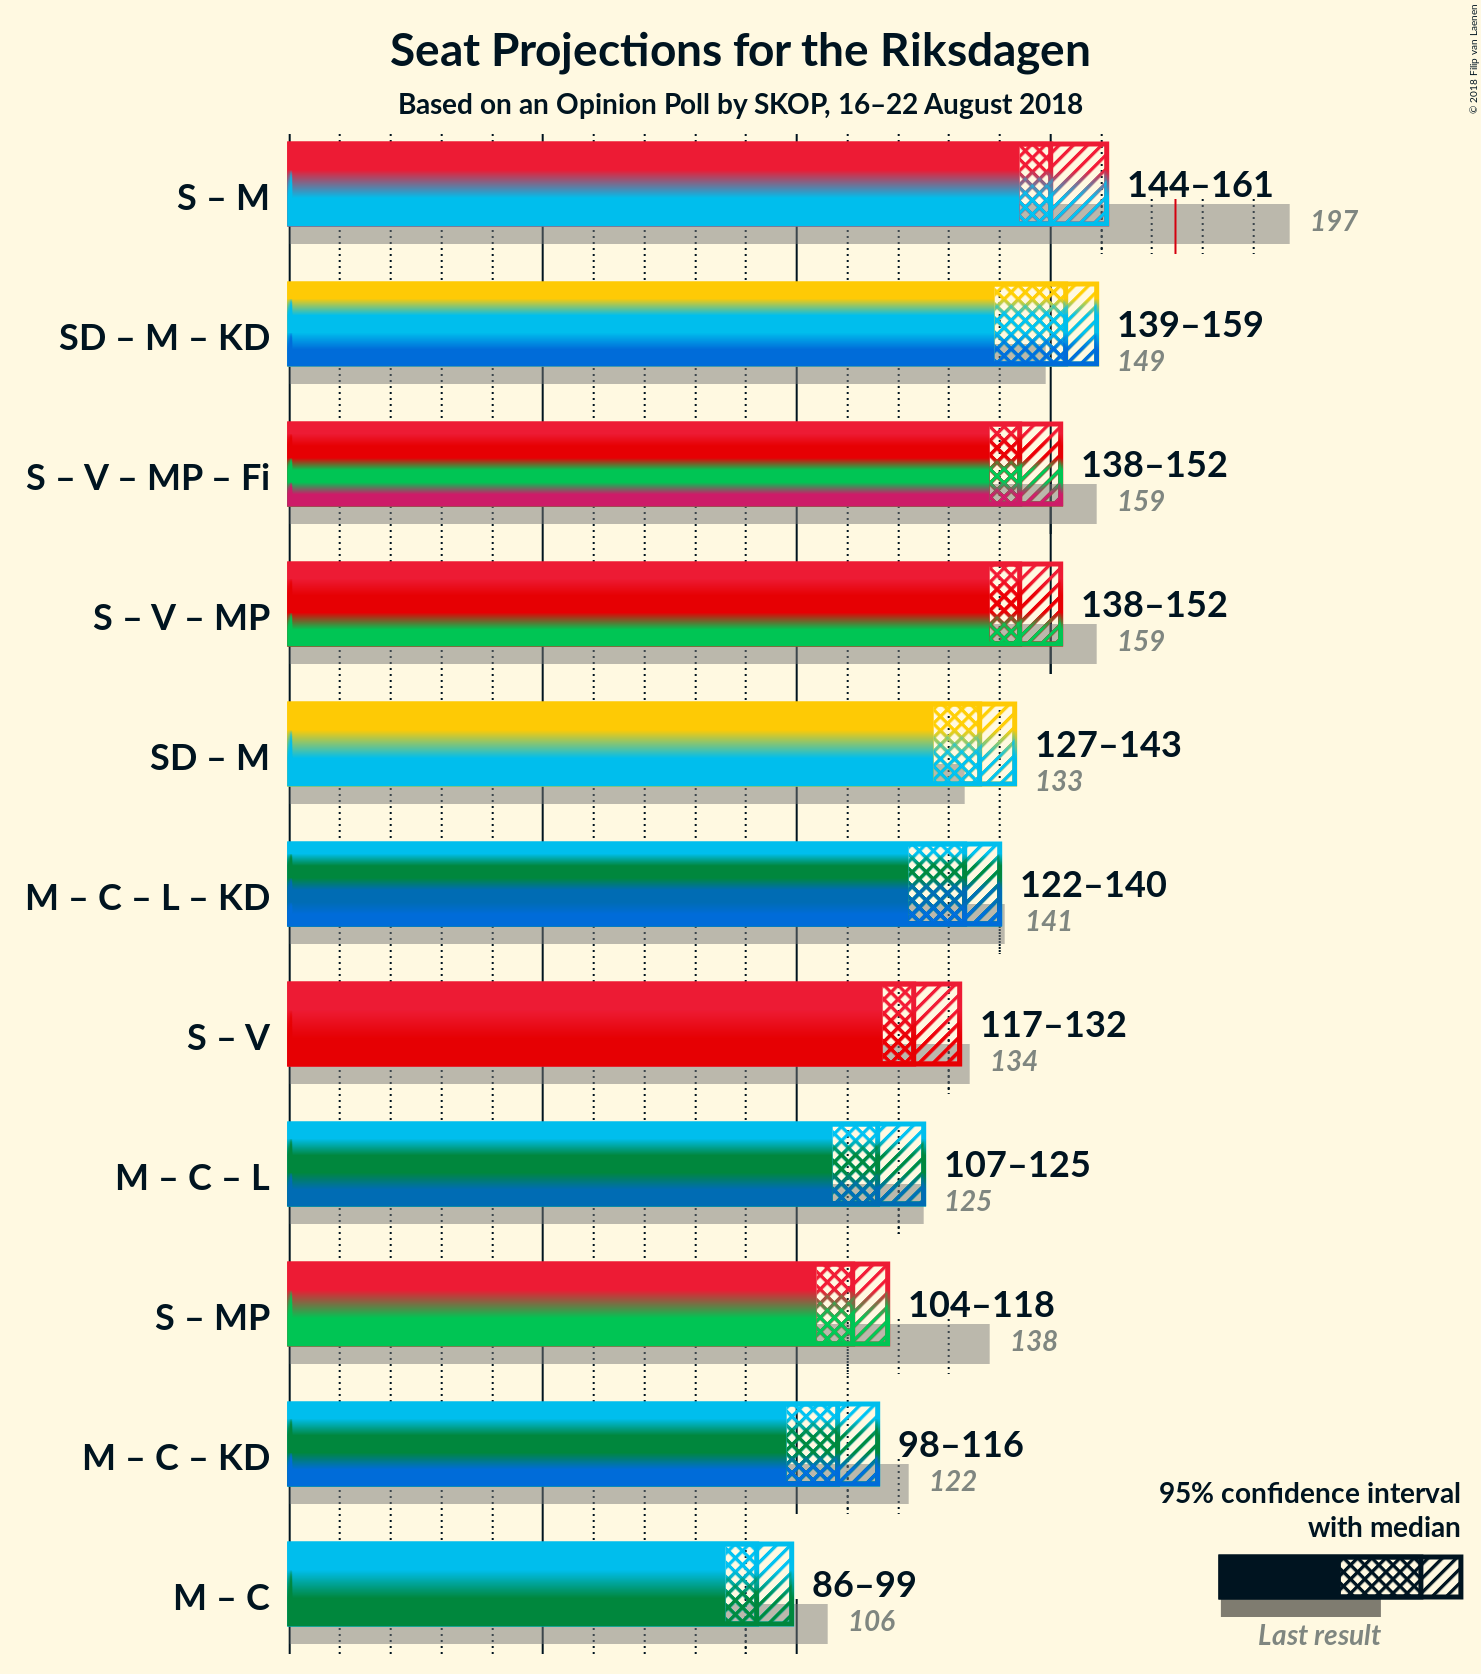 Seat Projections for the Riksdagen
Based on an Opinion Poll by SKOP, 16–22 August 2018
© 2018 Filip van Laenen
S – M
144–161
197
SD – M – KD
139–159
149
S – V – MP – Fi
138–152
159
S – V – MP
138–152
159
SD – M
127–143
133
M – C – L – KD
122–140
141
S – V
117–132
134
M – C – L
107–125
125
S – MP
104–118
138
M – C – KD
98–116
122
M – C
86–99
106
95% confidence interval
with median
Last result